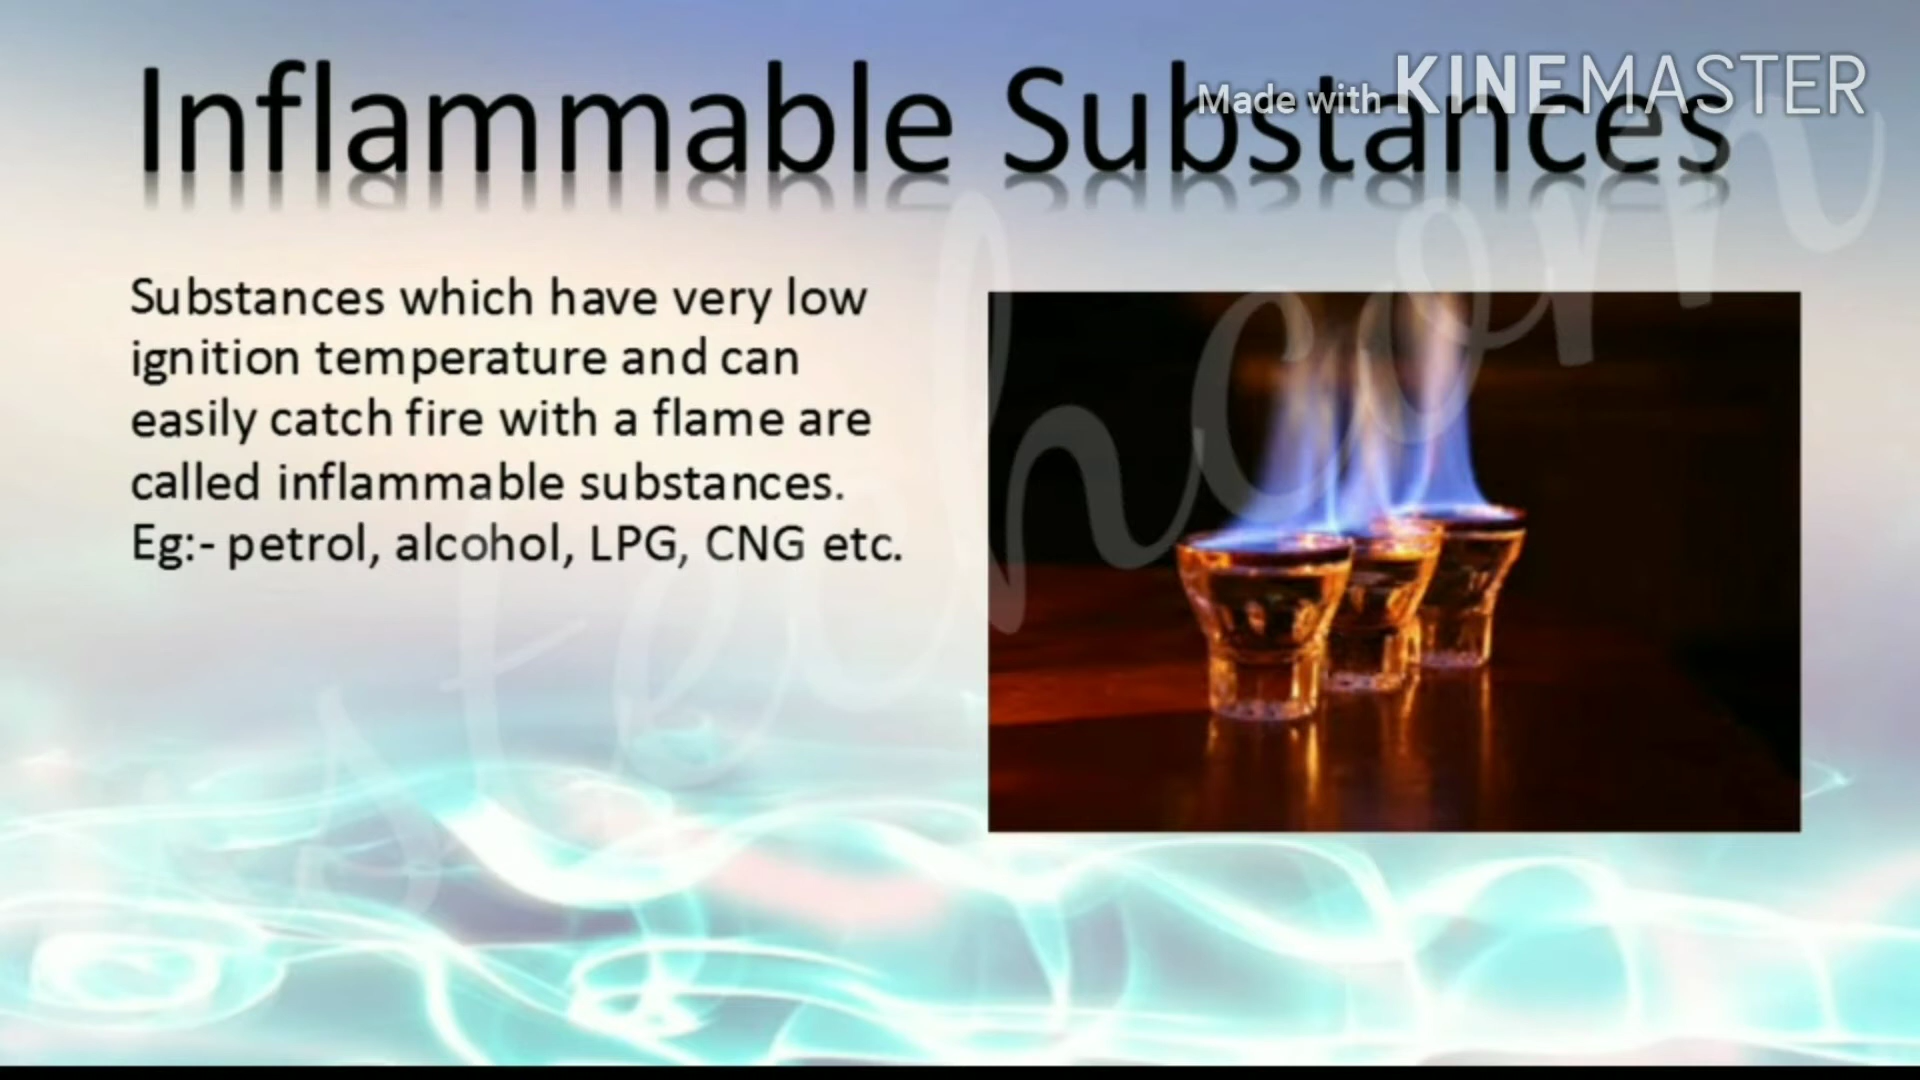 Inflammable Substances
Made with KINEMASTER
Substances which have very low
ignition temperature and can
easily catch fire with a flame are
called inflammable substances.
Eg:- petrol, alcohol, LPG, CNG etc.